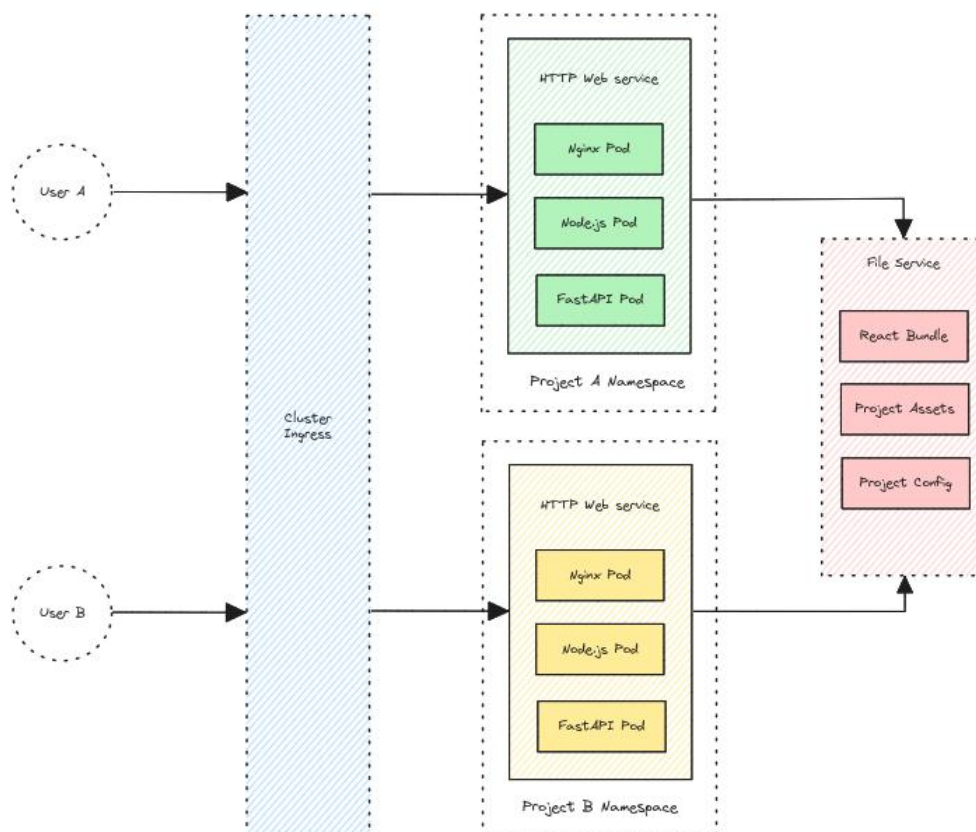 User A
User B
Cluster
Ingress
HTTP Web service
Nginx Pod
Node.js Pod
FastAPI Pod
Project A Namespace
HTTP Web service
Nginx Pod
Node.js Pod
FastAPI Pod
Project B Namespace
File Service
React Bundle
Project Assets
Project Config